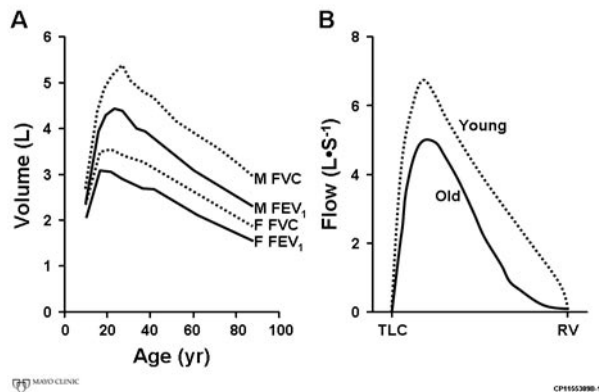 A
Volume (L)
6
5
4
3
2
1
0
0 20 40 60 80 100
Age (yr)
M FVC
M FEV1
F FVC
F FEV1
B
Flow (L•S-1)
8
6
4
2
0
Young
Old
TLC RV
MAYO CLINIC